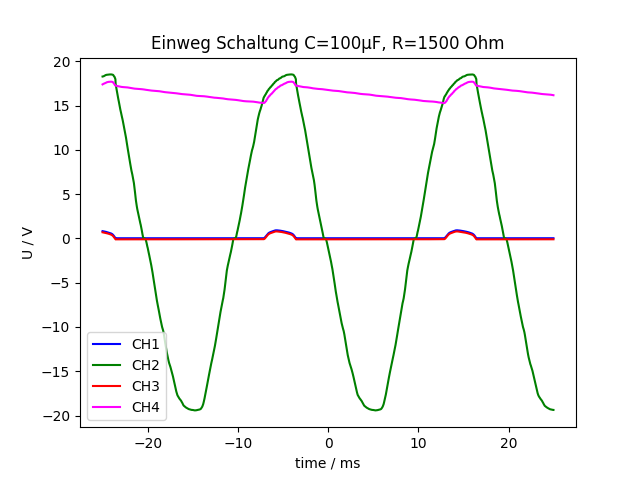 Einweg Schaltung C=100μF, R=1500 Ohm
20
15
10
5
0
−5
−10
−15
−20
U / V
CH1
CH2
CH3
CH4
−20 −10 0 10 20
time / ms